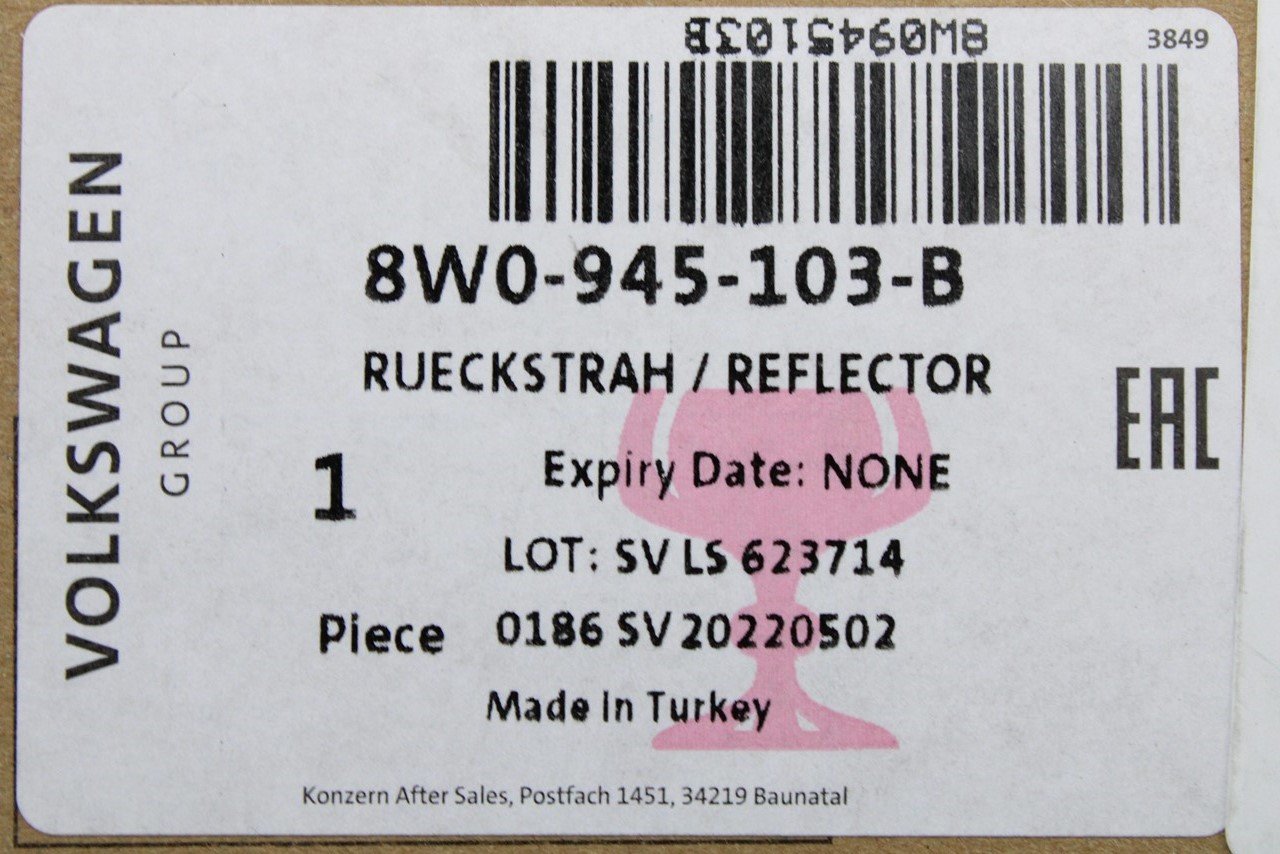 8W0945103B
3849
8W0-945-103-B
RUECKSTRAH / REFLECTOR
EAC
Expiry Date: NONE
1
LOT: SV LS 623714
Piece
0186 SV 20220502
Made In Turkey
VOLKSWAGEN
GROUP
Konzern After Sales, Postfach 1451, 34219 Baunatal